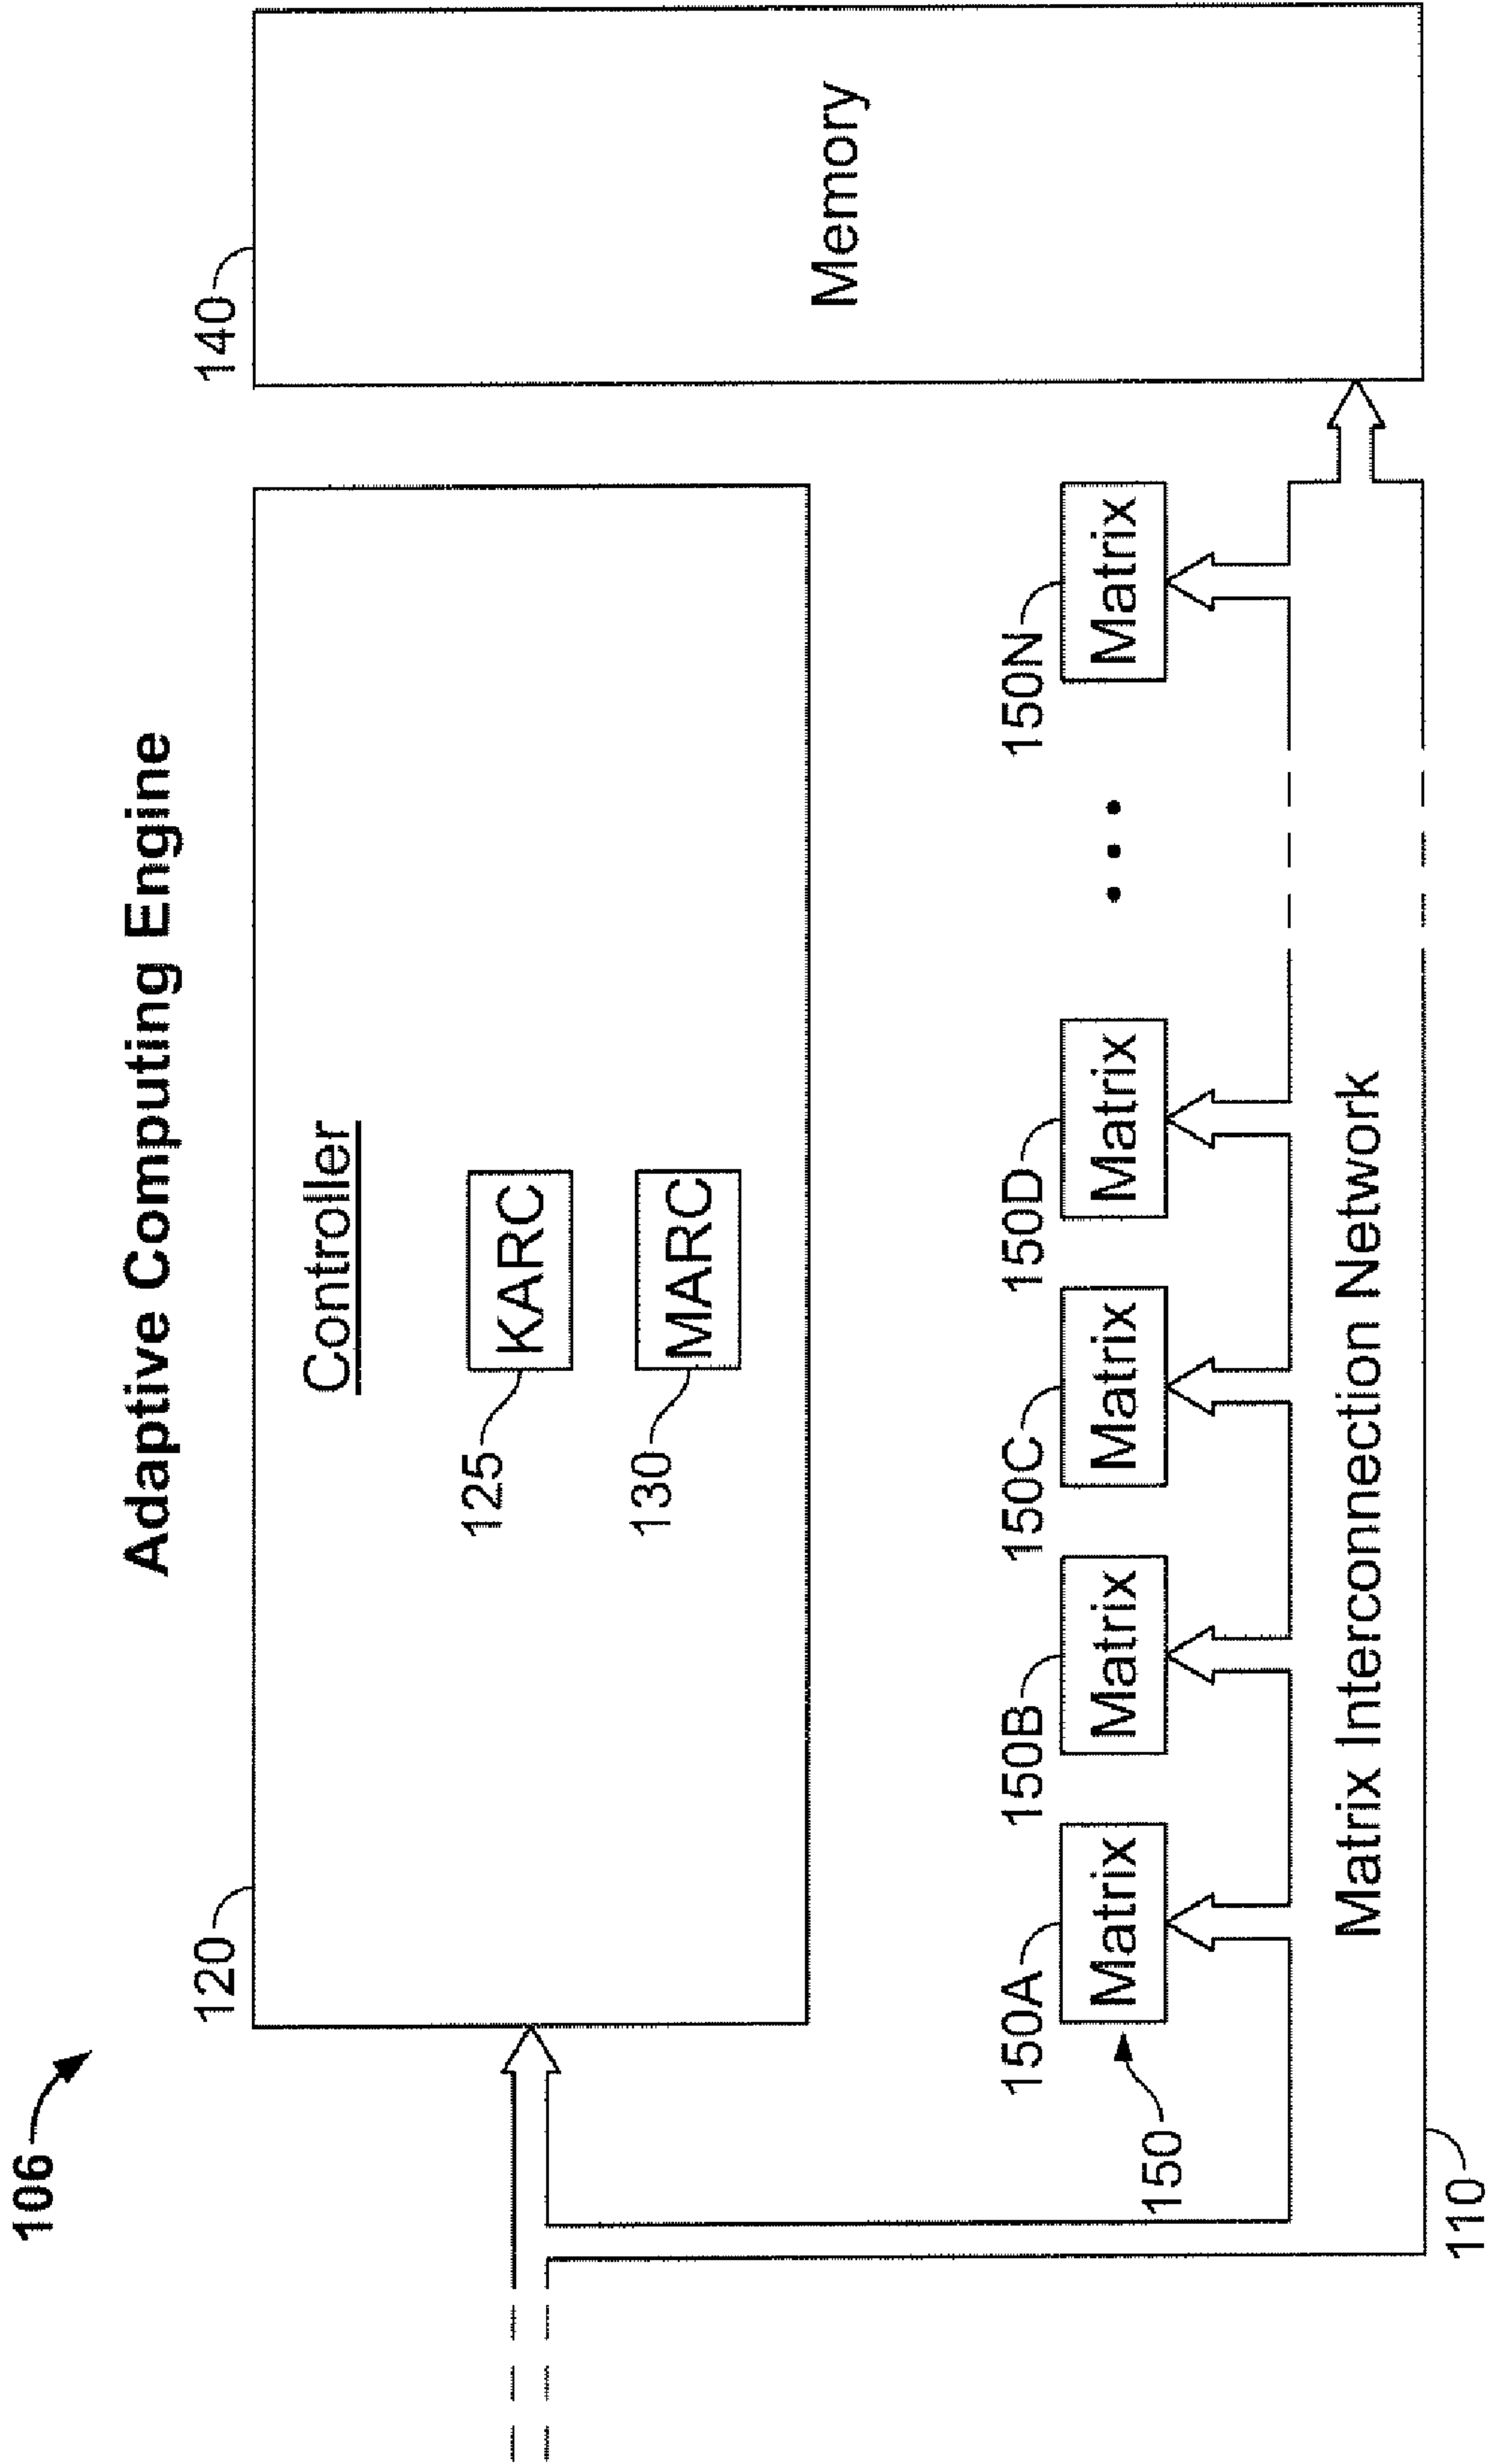 106
Adaptive Computing Engine
120
140
Controller
KARC
125
MARC
130
Memory
150A
150B
150C
150D
150N
Matrix
Matrix
Matrix
Matrix
• • •
Matrix
150
Matrix Interconnection Network
110